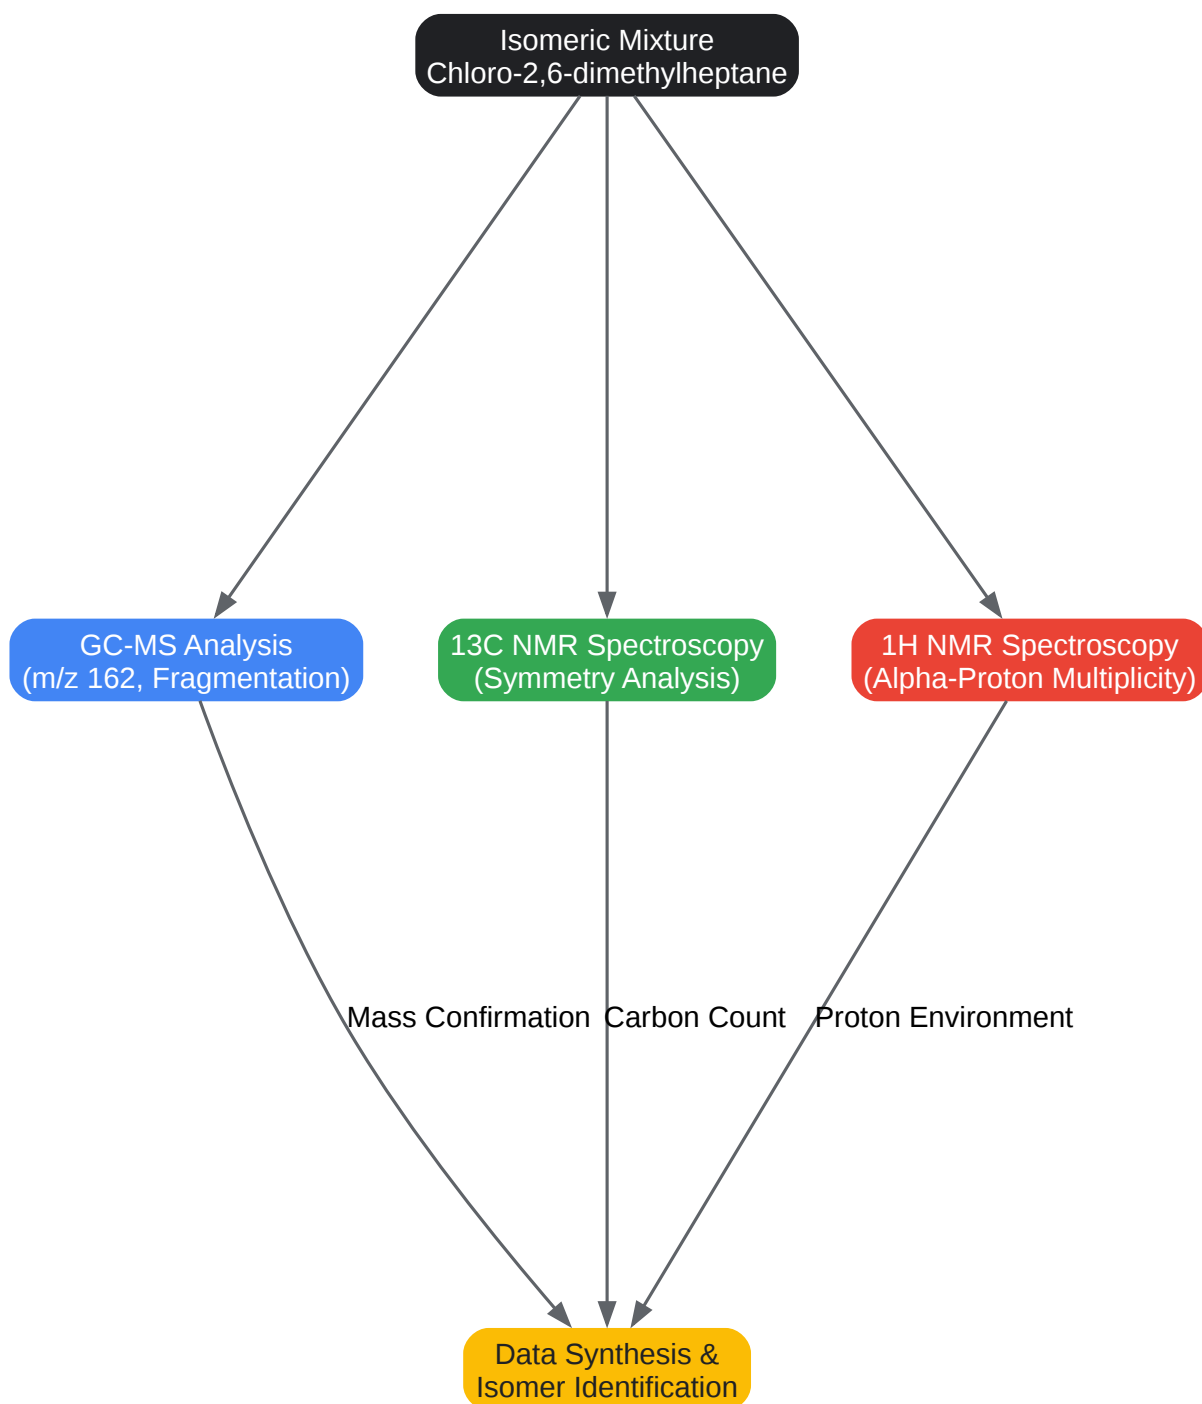 Isomeric Mixture
Chloro-2,6-dimethylheptane
GC-MS Analysis
(m/z 162, Fragmentation)
13C NMR Spectroscopy
(Symmetry Analysis)
1H NMR Spectroscopy
(Alpha-Proton Multiplicity)
Mass Confirmation
Carbon Count
Proton Environment
Data Synthesis &
Isomer Identification